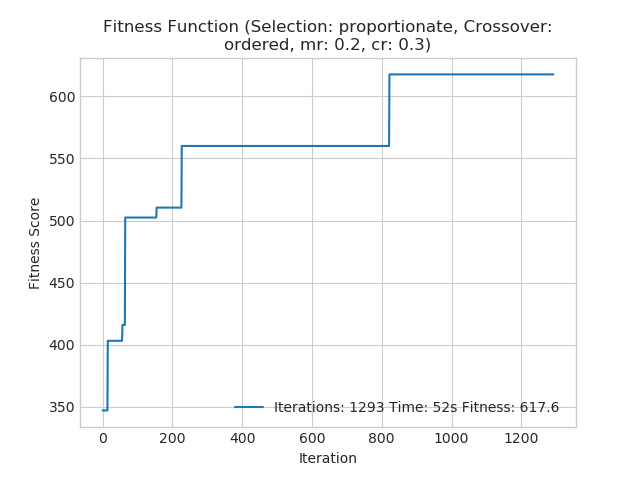 Fitness Function (Selection: proportionate, Crossover:
ordered, mr: 0.2, cr: 0.3)
Fitness Score
600
550
500
450
400
350
Iterations: 1293 Time: 52s Fitness: 617.6
0 200 400 600 800 1000 1200
Iteration